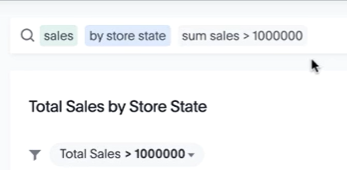 sales by store state sum sales > 1000000
Total Sales by Store State
Total Sales > 1000000